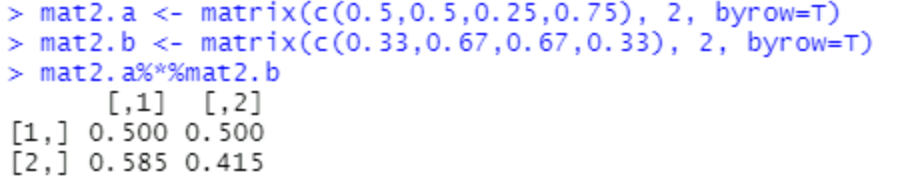 > mat2.a <- matrix(c(0.5,0.5,0.25,0.75), 2, byrow=T)
> mat2.b <- matrix(c(0.33,0.67,0.67,0.33), 2, byrow=T)
> mat2.a%*%mat2.b
      [,1]  [,2]
[1,] 0.500 0.500
[2,] 0.585 0.415